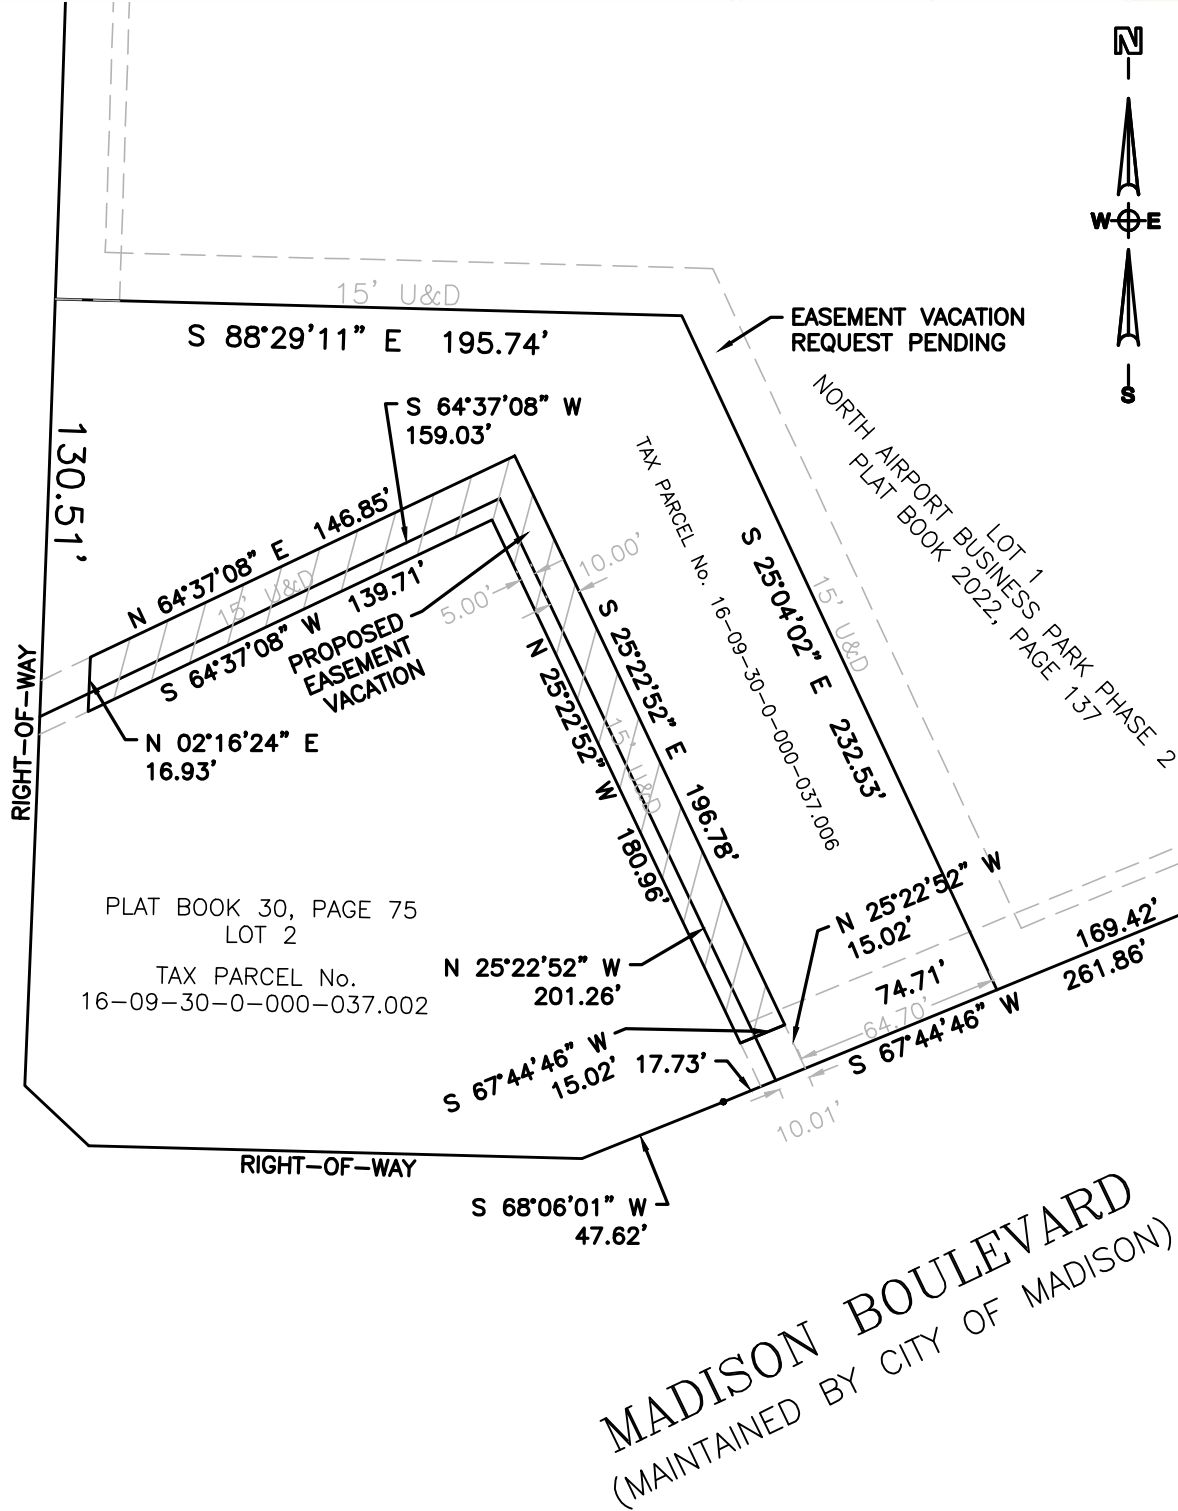 N
W E
S
15' U&D
S 88°29'11" E 195.74'
EASEMENT VACATION
REQUEST PENDING
S 64°37'08" W
159.03'
130.51'
N 64°37'08" E 146.85'
15' U&D
S 64°37'08" W 139.71'
PROPOSED
EASEMENT
VACATION
5.00'
10.00'
TAX PARCEL No. 16-09-30-0-000-037.006
S 25°04'02" E 232.53'
15' U&D
LOT 1
NORTH AIRPORT BUSINESS PARK PHASE 2
PLAT BOOK 2022, PAGE 137
S 25°22'52" E 196.78'
15' U&D
N 25°22'52" W 180.96'
RIGHT-OF-WAY
N 02°16'24" E
16.93'
PLAT BOOK 30, PAGE 75
LOT 2
TAX PARCEL No.
16-09-30-0-000-037.002
N 25°22'52" W
201.26'
N 25°22'52" W
15.02'
169.42'
261.86'
74.71'
64.70'
S 67°44'46" W
S 67°44'46" W
15.02'
17.73'
10.01'
RIGHT-OF-WAY
S 68°06'01" W
47.62'
MADISON BOULEVARD
(MAINTAINED BY CITY OF MADISON)